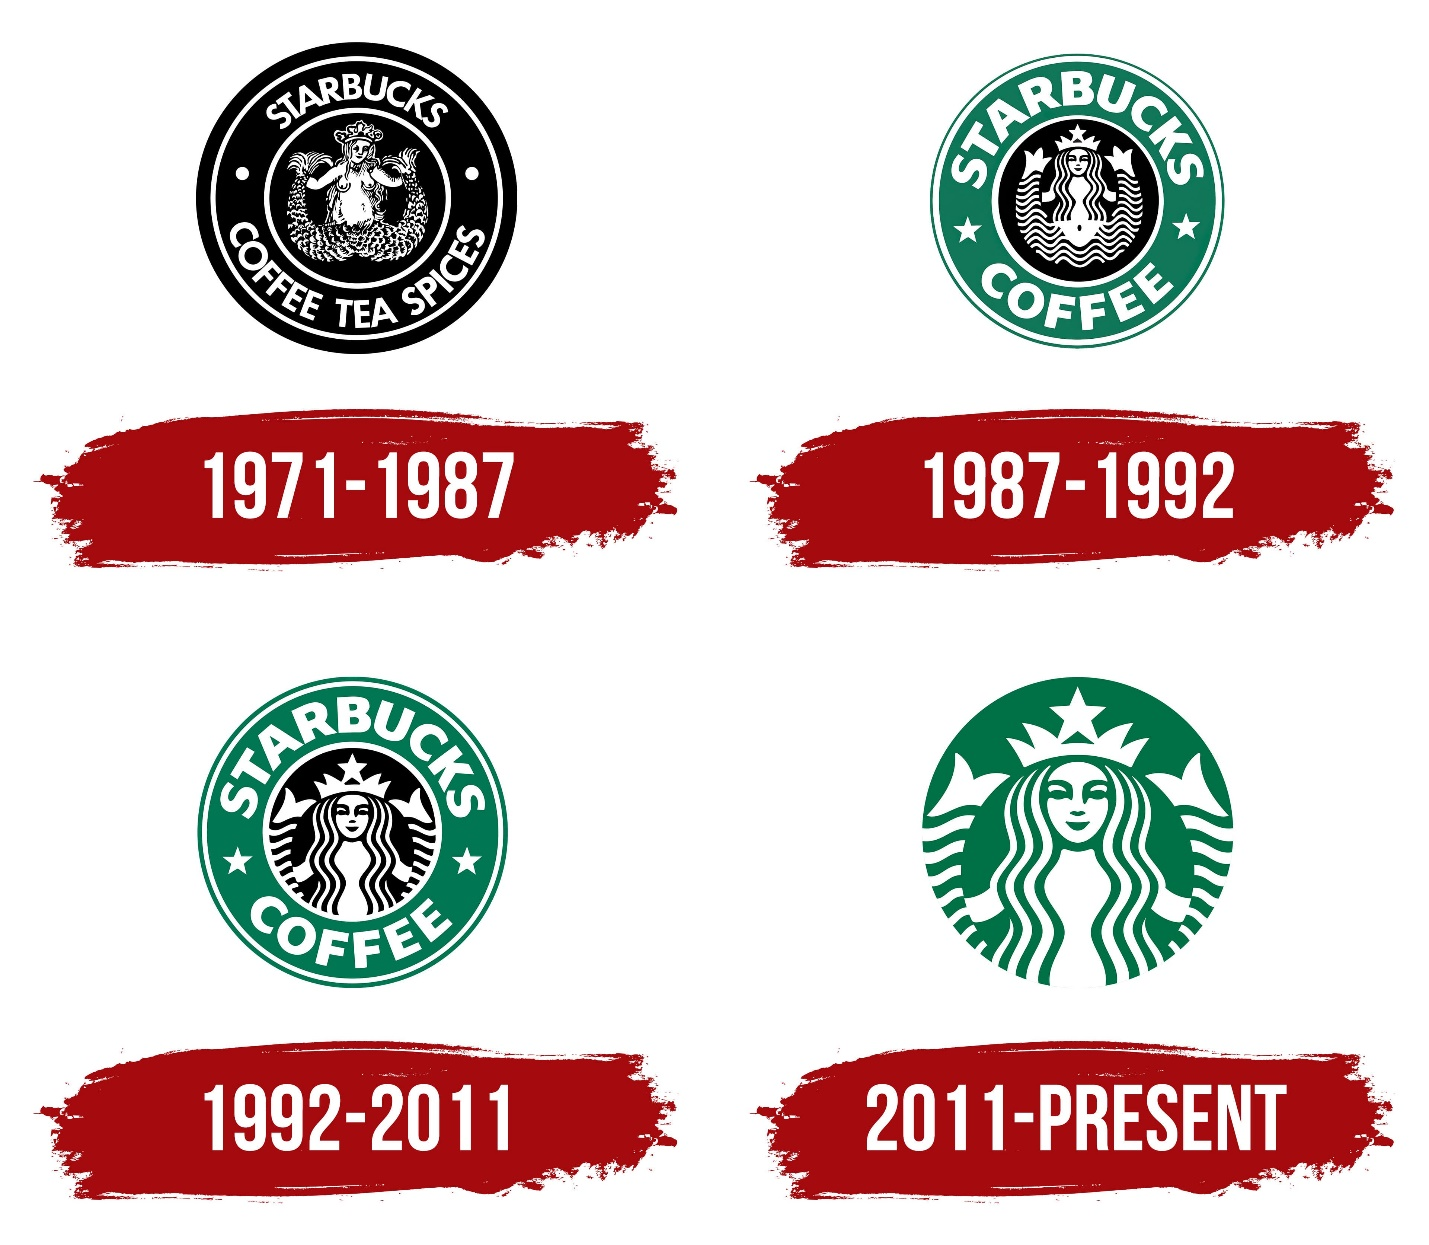 STARBUCKS
COFFEE TEA SPICES
1971-1987
STARBUCKS
COFFEE
1987-1992
STARBUCKS
COFFEE
1992-2011
2011-PRESENT